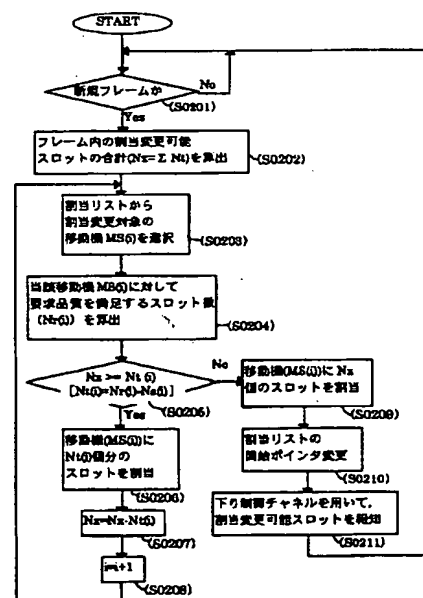 START
新規フレームか
No
(S0201)
Yes
フレーム内の割当変更可能
スロットの合計(Nx=Σ Nt)を算出
(S0202)
割当リストから
割当変更対象の
移動機 MS(i)を選択
(S0203)
当該移動機 MS(i)に対して
要求品質を満足するスロット数
(Nr(i)) を算出
(S0204)
Nx >= Nt (i)
[Nt(i)=Nr(i)-Ns(i)]
(S0205)
No
Yes
移動機(MS(i))に
Nt(i)個分の
スロットを割当
(S0206)
Nx=Nx-Nt(i)
(S0207)
i=i+1
(S0208)
移動機(MS(i))に Nx
個のスロットを割当
(S0209)
割当リストの
開始ポインタ変更
(S0210)
下り制御チャネルを用いて、
割当変更可能スロットを報知
(S0211)